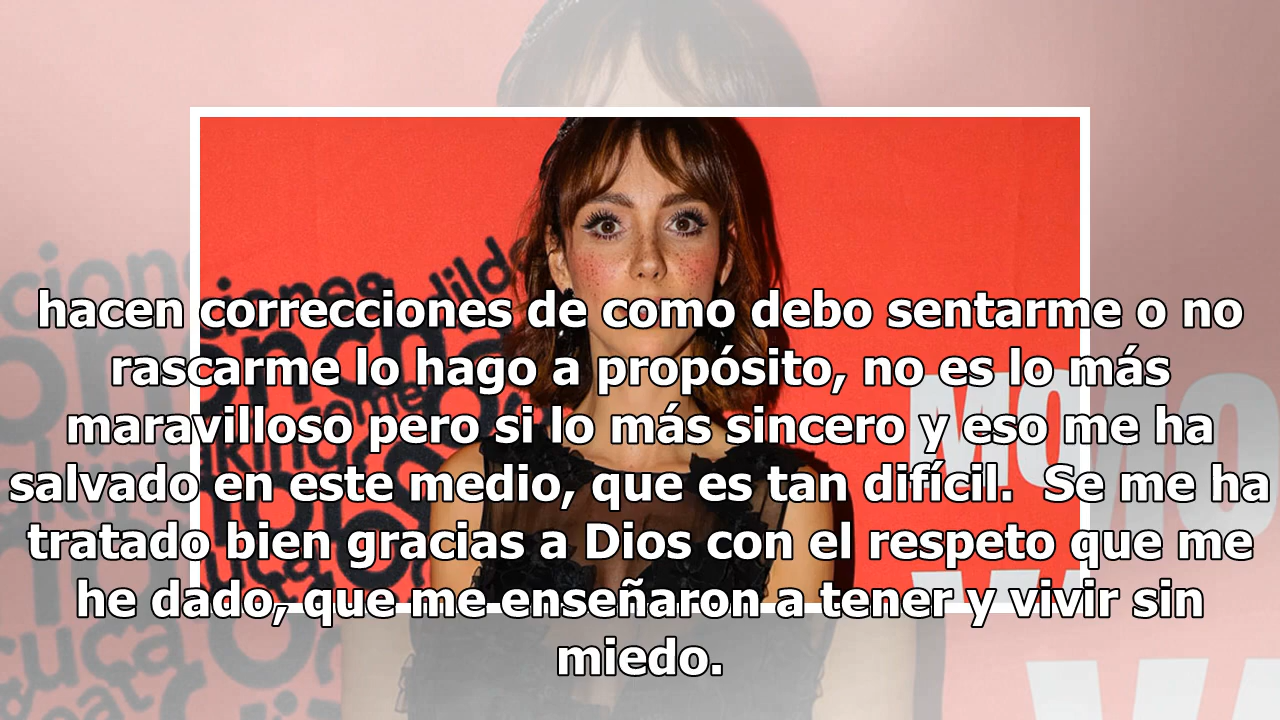 hacen correcciones de como debo sentarme o no
rascarme lo hago a propósito, no es lo más
maravilloso pero si lo más sincero y eso me ha
salvado en este medio, que es tan difícil.  Se me ha
tratado bien gracias a Dios con el respeto que me
he dado, que me enseñaron a tener y vivir sin
miedo.